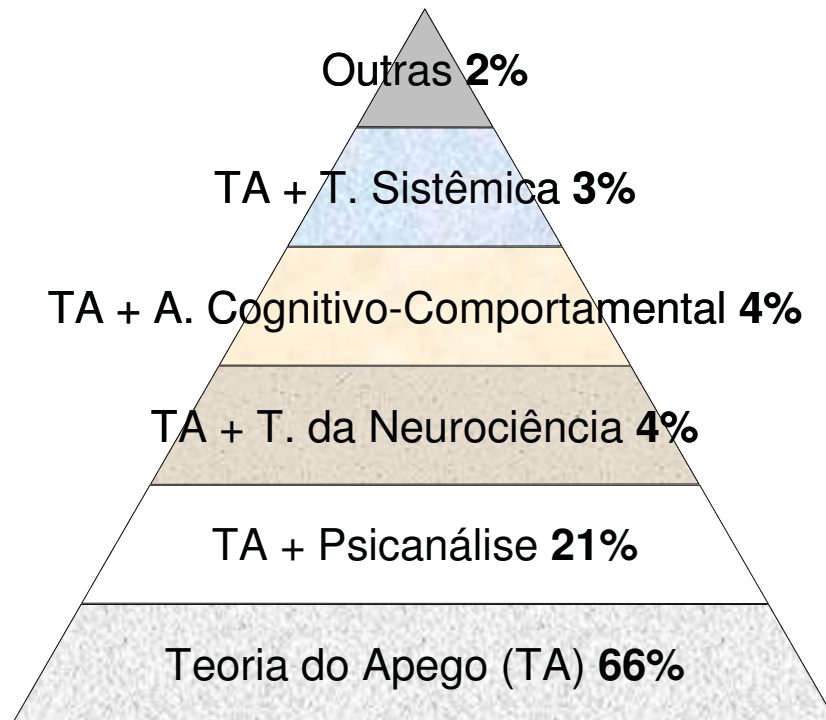 Outras 2%
TA + T. Sistêmica 3%
TA + A. Cognitivo-Comportamental 4%
TA + T. da Neurociência 4%
TA + Psicanálise 21%
Teoria do Apego (TA) 66%